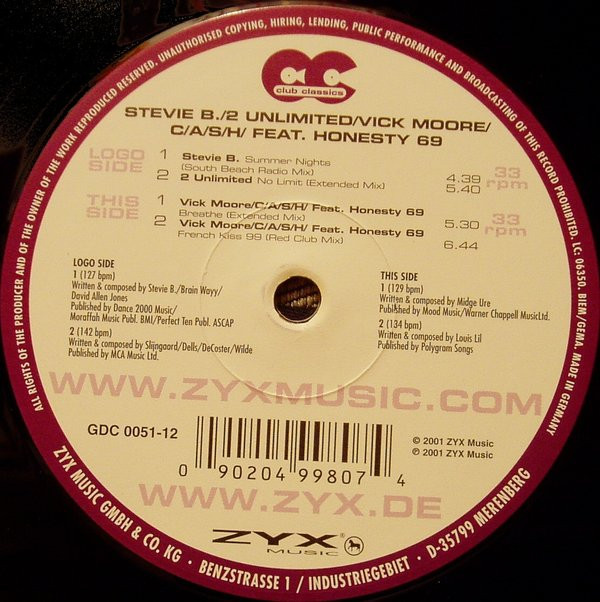 ALL RIGHTS OF THE PRODUCER AND OF THE OWNER OF THE WORK REPRODUCED RESERVED. UNAUTHORISED COPYING, HIRING, LENDING, PUBLIC PERFORMANCE AND BROADCASTING OF THIS RECORD PROHIBITED. LC: 06350. BIEM/GEMA. MADE IN GERMANY
club classics
STEVIE B./2 UNLIMITED/VICK MOORE/
C/A/S/H/ FEAT. HONESTY 69
LOGO SIDE
1 Stevie B. Summer Nights
(South Beach Radio Mix) 4.39
2 2 Unlimited No Limit (Extended Mix) 5.40
33 rpm
THIS SIDE
1 Vick Moore/C/A/S/H/ Feat. Honesty 69
Breathe (Extended Mix) 5.30
2 Vick Moore/C/A/S/H/ Feat. Honesty 69
French Kiss 99 (Red Club Mix) 6.44
33 rpm
LOGO SIDE
1 (127 bpm)
Written & composed by Stevie B./Brain Wayy/
David Allen Jones
Published by Dance 2000 Music/
Moraffah Music Publ. BMI/Perfect Ten Publ. ASCAP
2 (142 bpm)
Written & composed by Slijngaard/Dells/DeCoster/Wilde
Published by MCA Music Ltd.
THIS SIDE
1 (129 bpm)
Written & composed by Midge Ure
Published by Mood Music/Warner Chappell MusicLtd.
2 (134 bpm)
Written & composed by Louis Lil
Published by Polygram Songs
WWW.ZYXMUSIC.COM
GDC 0051-12
0 90204 99807 4
© 2001 ZYX Music
℗ 2001 ZYX Music
WWW.ZYX.DE
ZYX®
MUSIC
ZYX MUSIC GMBH & CO. KG · BENZSTRASSE 1 / INDUSTRIEGEBIET · D-35799 MERENBERG